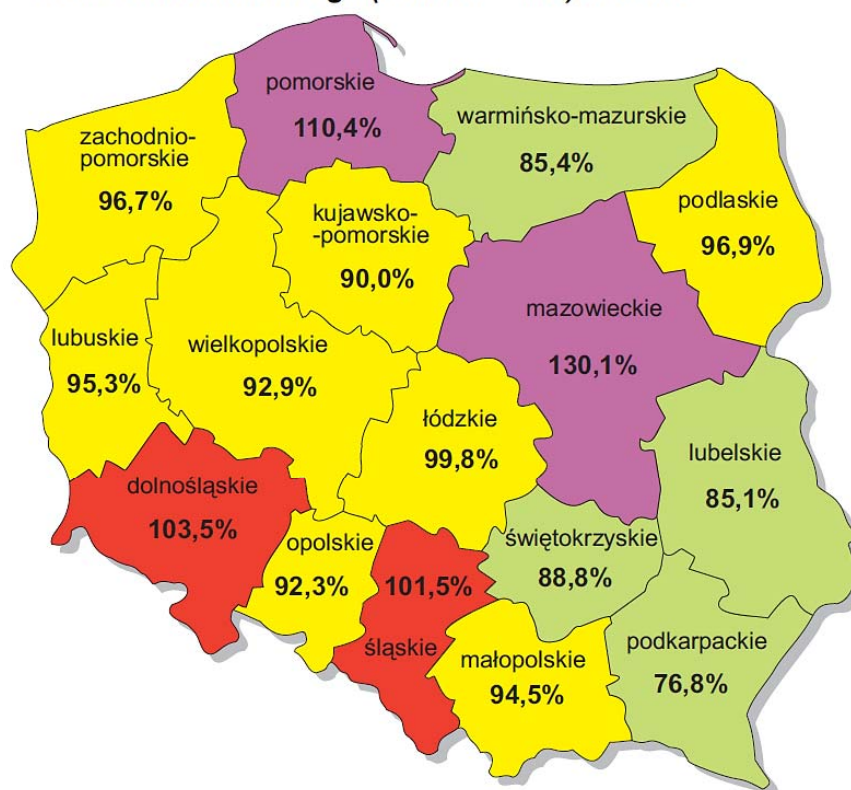 pomorskie
110,4%
warmińsko-mazurskie
85,4%
zachodnio-
pomorskie
96,7%
kujawsko-
-pomorskie
90,0%
podlaskie
96,9%
mazowieckie
130,1%
lubuskie
95,3%
wielkopolskie
92,9%
łódzkie
99,8%
lubelskie
85,1%
dolnośląskie
103,5%
opolskie
92,3%
101,5%
śląskie
świętokrzyskie
88,8%
małopolskie
94,5%
podkarpackie
76,8%